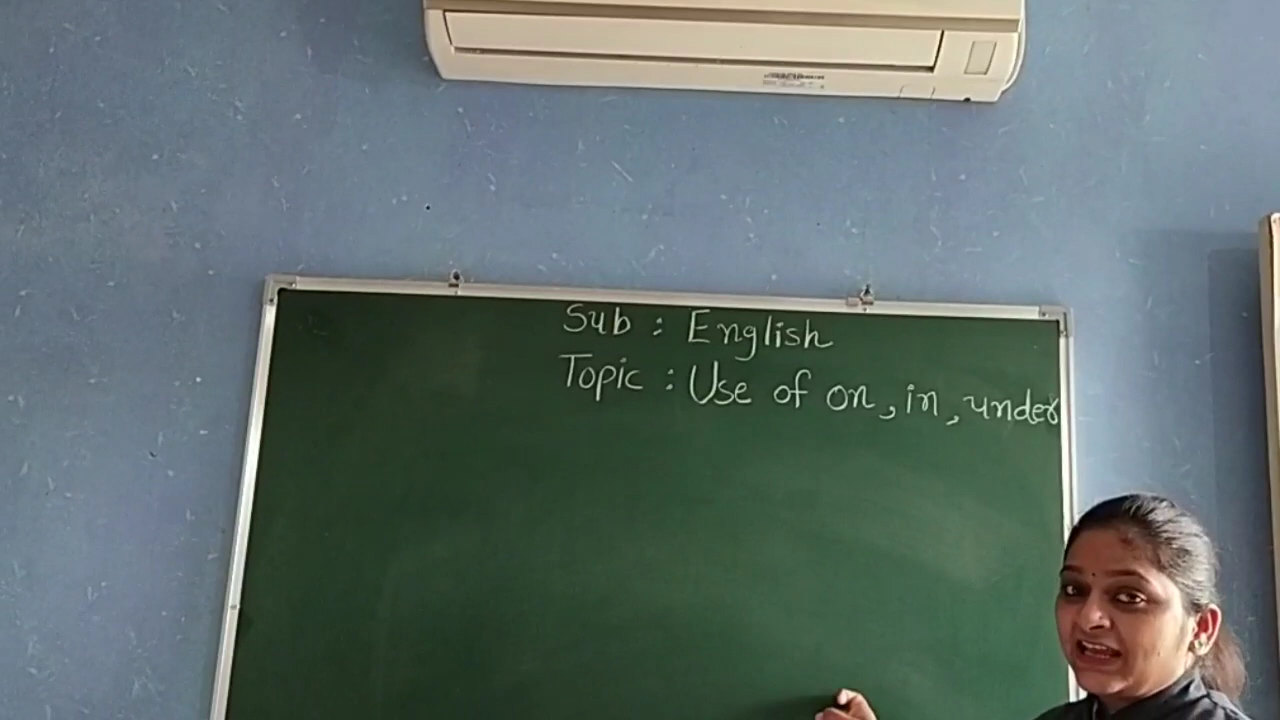 Sub : English
Topic : Use of on, in, under